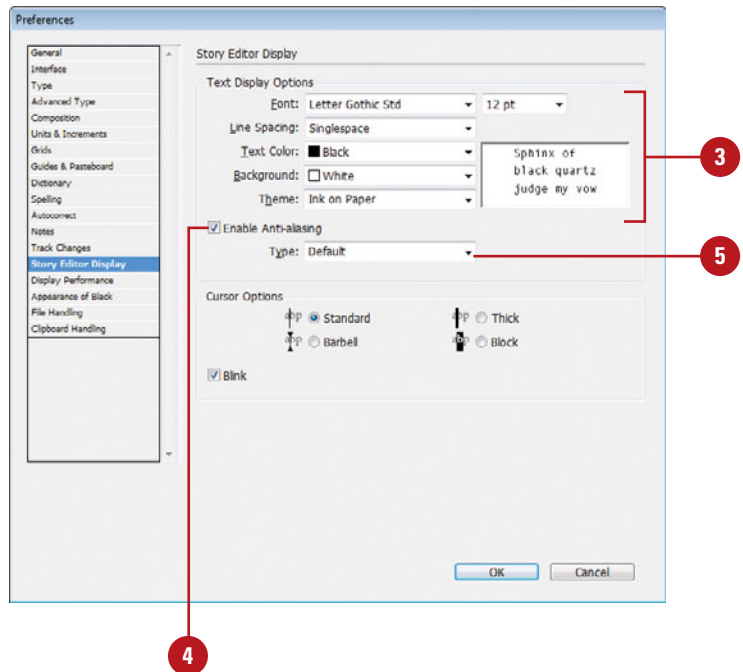 Preferences
General
Interface
Type
Advanced Type
Composition
Units & Increments
Grids
Guides & Pasteboard
Dictionary
Spelling
Autocorrect
Notes
Track Changes
Story Editor Display
Display Performance
Appearance of Black
File Handling
Clipboard Handling
Story Editor Display
Text Display Options
Font: Letter Gothic Std 12 pt
Line Spacing: Singlespace
Text Color: Black
Background: White
Theme: Ink on Paper
Sphinx of
black quartz
judge my vow
3
Enable Anti-aliasing
Type: Default
5
Cursor Options
abp Standard
abp Thick
abp Barbell
abp Block
Blink
OK Cancel
4